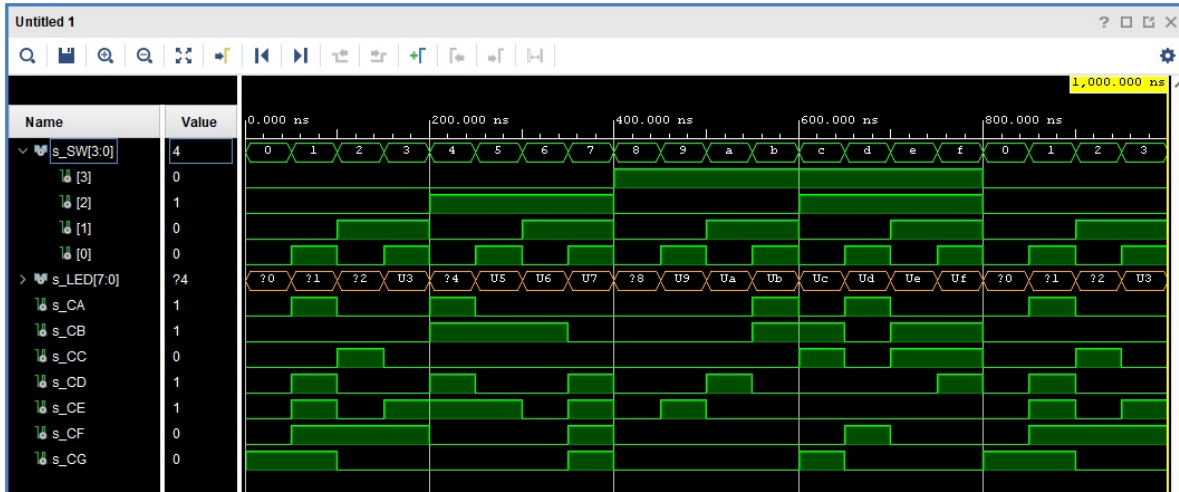 Untitled 1
1,000.000 ns
Name Value 0.000 ns 200.000 ns 400.000 ns 600.000 ns 800.000 ns
s_SW[3:0] 4 0 1 2 3 4 5 6 7 8 9 a b c d e f 0 1 2 3
[3] 0
[2] 1
[1] 0
[0] 0
s_LED[7:0] ?4 ?0 ?1 ?2 U3 ?4 U5 U6 U7 ?8 U9 Ua Ub Uc Ud Ue Uf ?0 ?1 ?2 U3
s_CA 1
s_CB 1
s_CC 0
s_CD 1
s_CE 1
s_CF 0
s_CG 0